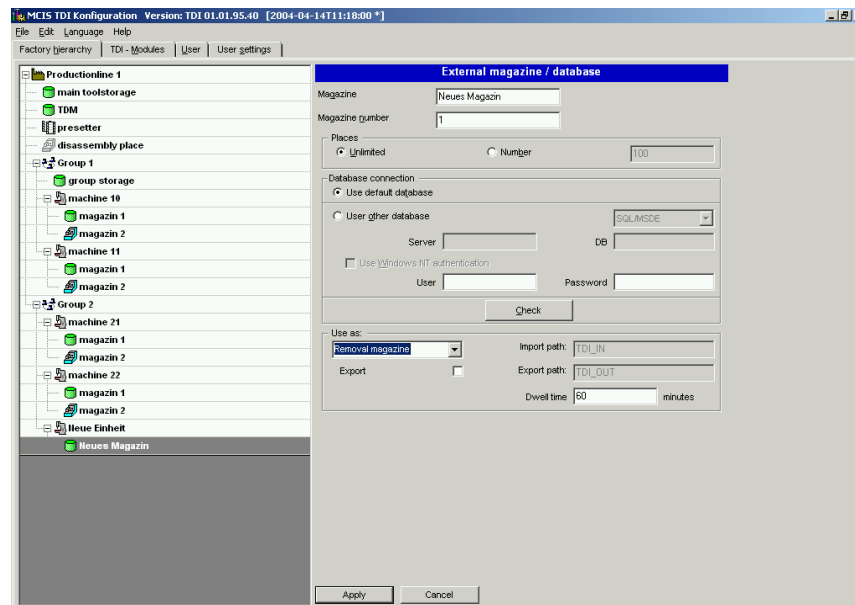 MCIS TDI Konfiguration Version: TDI 01.01.95.40 [2004-04-14T11:18:00 *]
File Edit Language Help
Factory hierarchy TDI - Modules User User settings
Productionline 1
main toolstorage
TDM
presetter
disassembly place
Group 1
group storage
machine 10
magazin 1
magazin 2
machine 11
magazin 1
magazin 2
Group 2
machine 21
magazin 1
magazin 2
machine 22
magazin 1
magazin 2
Neue Einheit
Neues Magazin
External magazine / database
Magazine Neues Magazin
Magazine number 1
Places
Unlimited Number 100
Database connection
Use default database
User other database SQL/MSDE
Server DB
Use Windows NT authentication
User Password
Check
Use as:
Removal magazine Import path: TDI_IN
Export Export path: TDI_OUT
Dwell time 60 minutes
Apply Cancel